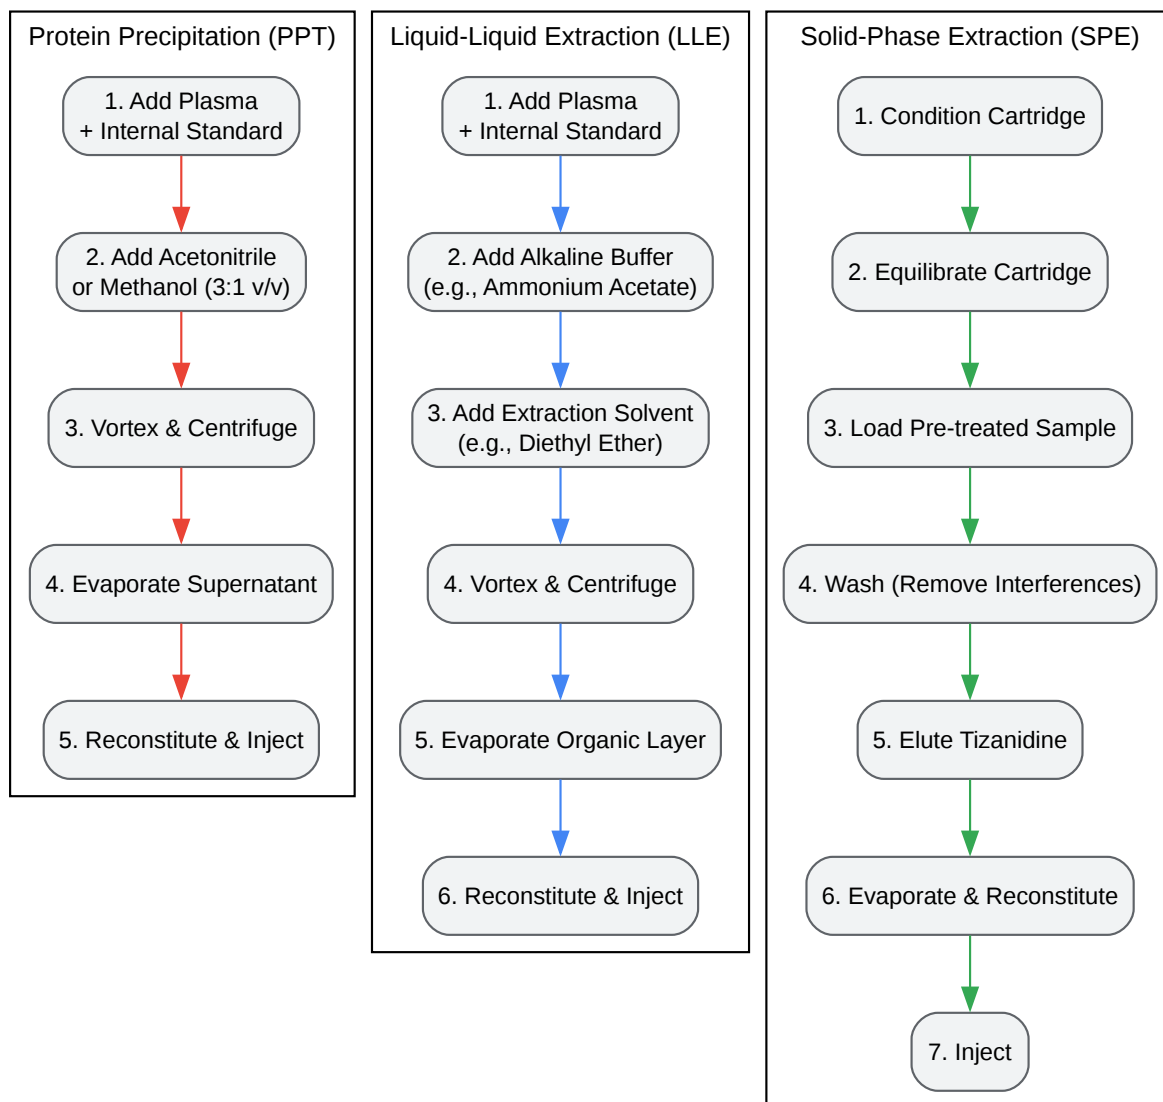 Protein Precipitation (PPT)
1. Add Plasma
+ Internal Standard
2. Add Acetonitrile
or Methanol (3:1 v/v)
3. Vortex & Centrifuge
4. Evaporate Supernatant
5. Reconstitute & Inject
Liquid-Liquid Extraction (LLE)
1. Add Plasma
+ Internal Standard
2. Add Alkaline Buffer
(e.g., Ammonium Acetate)
3. Add Extraction Solvent
(e.g., Diethyl Ether)
4. Vortex & Centrifuge
5. Evaporate Organic Layer
6. Reconstitute & Inject
Solid-Phase Extraction (SPE)
1. Condition Cartridge
2. Equilibrate Cartridge
3. Load Pre-treated Sample
4. Wash (Remove Interferences)
5. Elute Tizanidine
6. Evaporate & Reconstitute
7. Inject